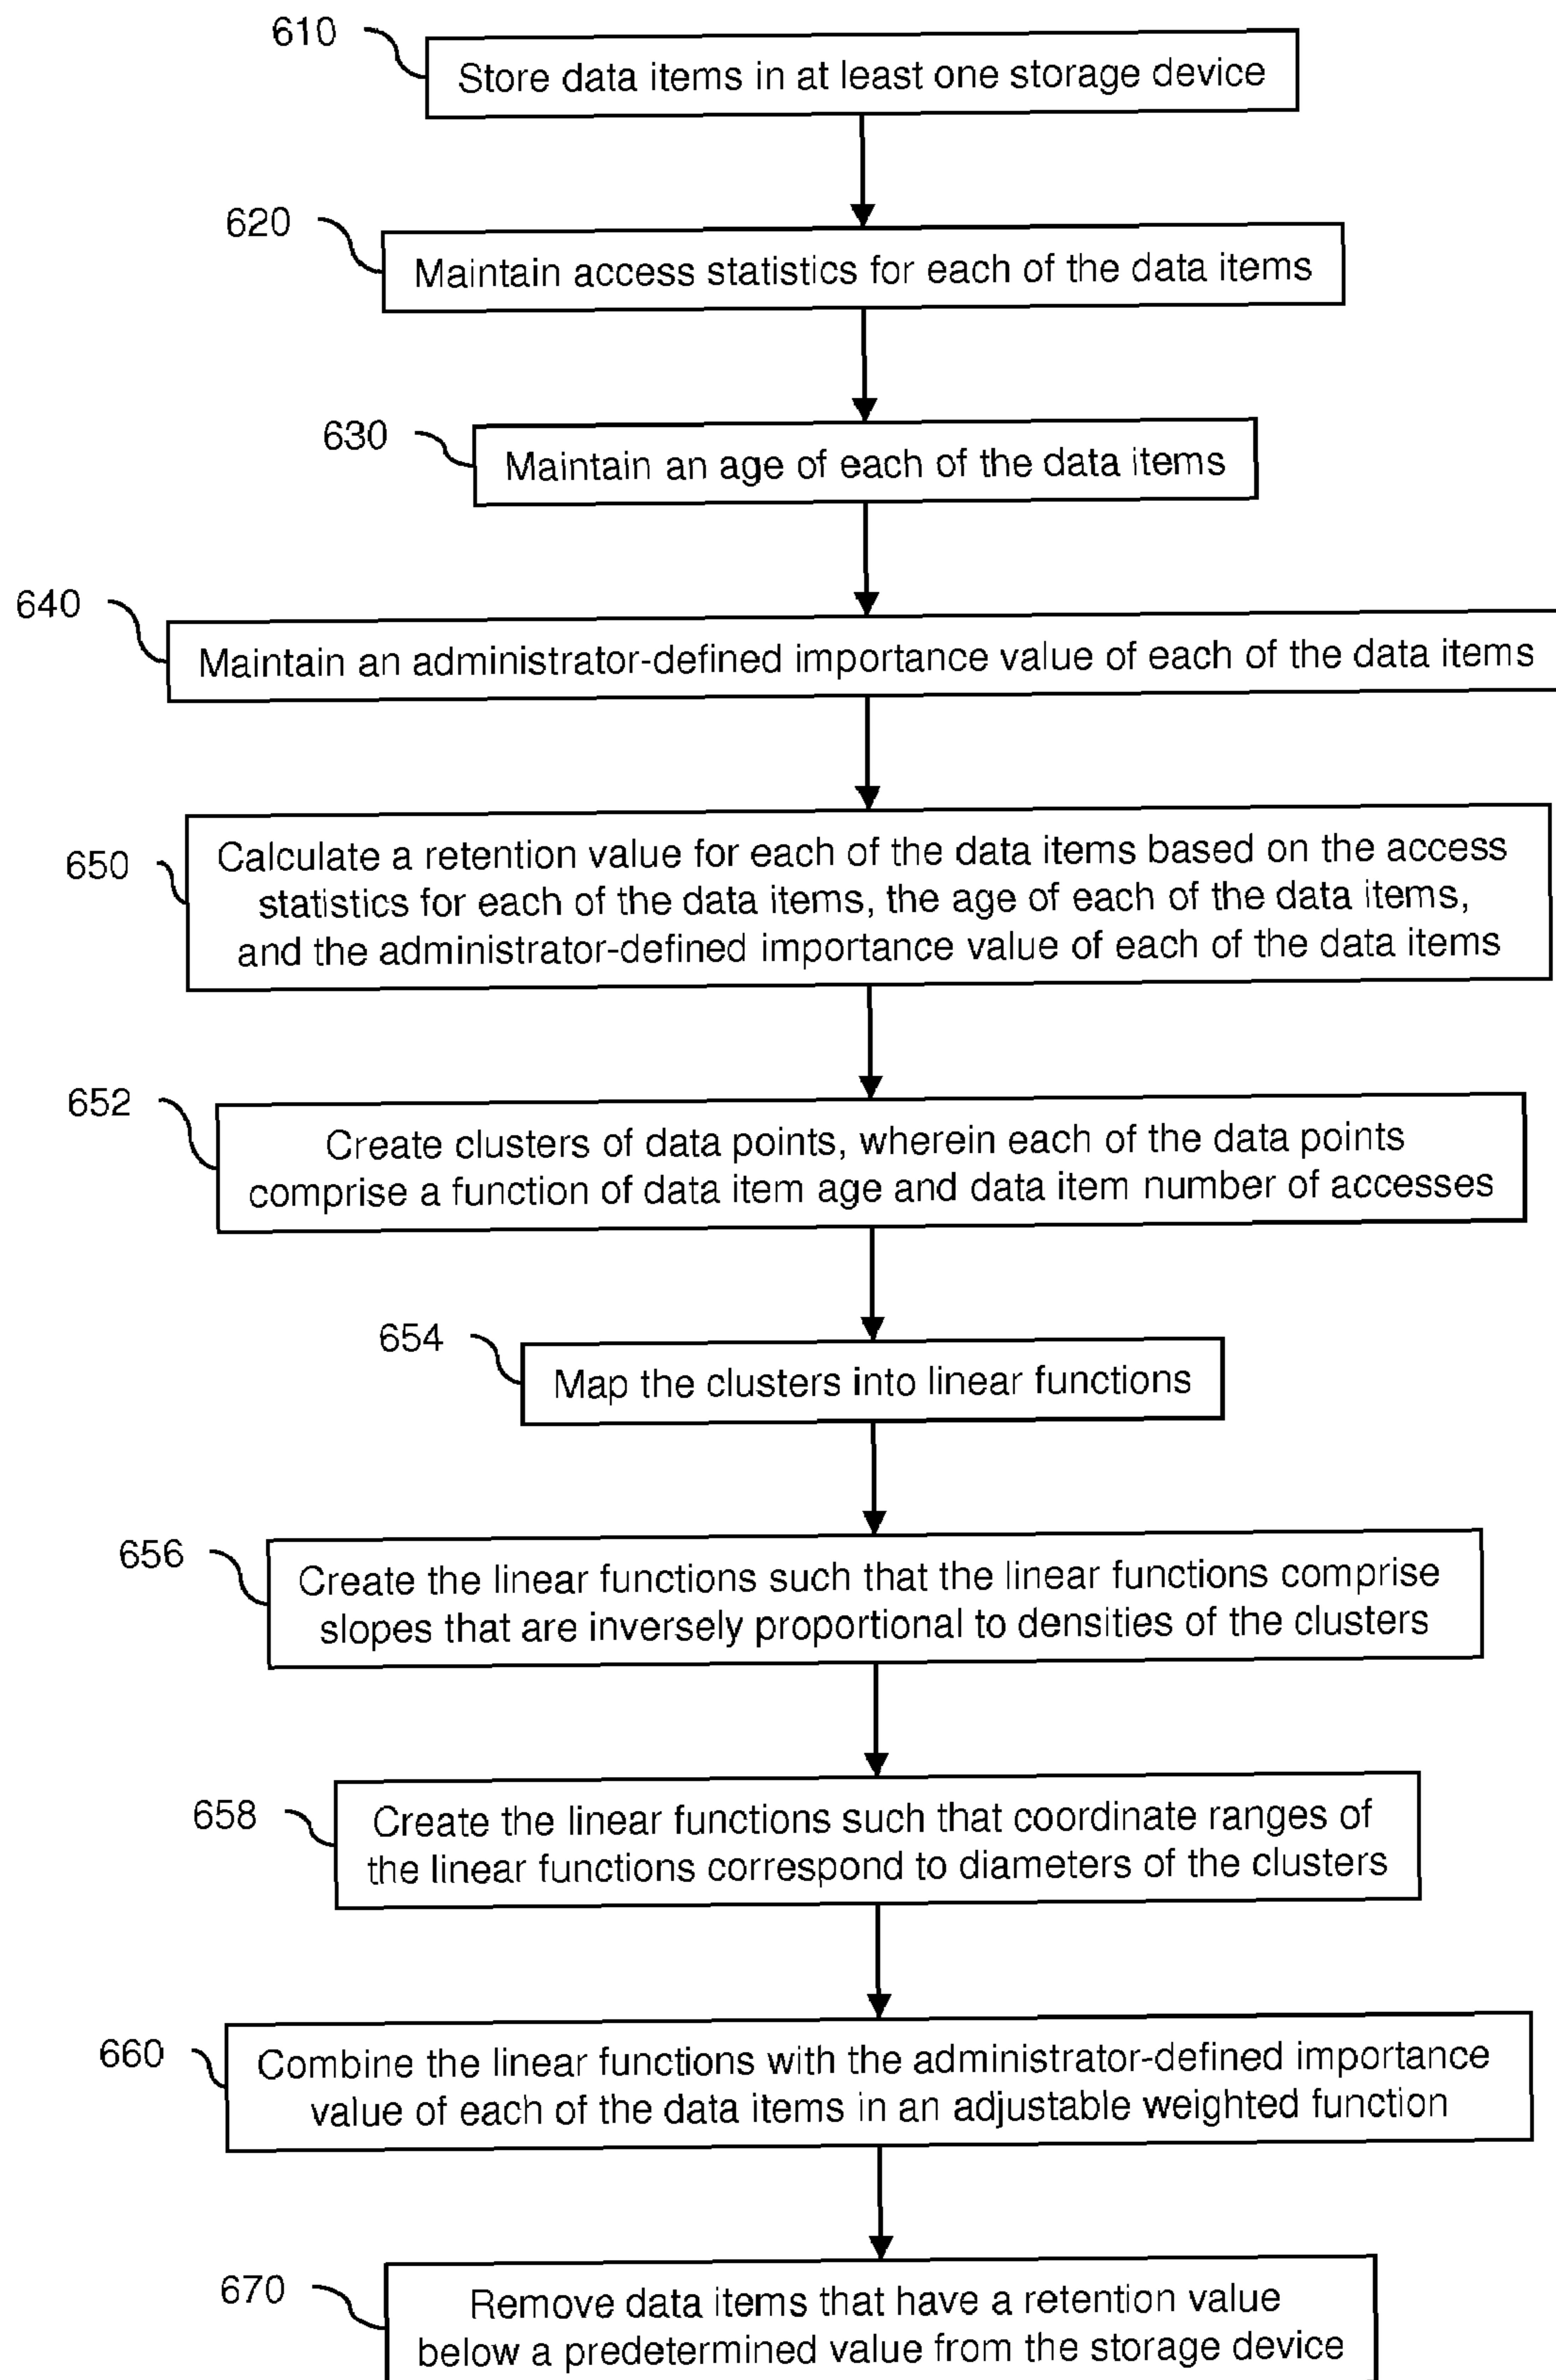 610
Store data items in at least one storage device
620
Maintain access statistics for each of the data items
630
Maintain an age of each of the data items
640
Maintain an administrator-defined importance value of each of the data items
650
Calculate a retention value for each of the data items based on the access
statistics for each of the data items, the age of each of the data items,
and the administrator-defined importance value of each of the data items
652
Create clusters of data points, wherein each of the data points
comprise a function of data item age and data item number of accesses
654
Map the clusters into linear functions
656
Create the linear functions such that the linear functions comprise
slopes that are inversely proportional to densities of the clusters
658
Create the linear functions such that coordinate ranges of
the linear functions correspond to diameters of the clusters
660
Combine the linear functions with the administrator-defined importance
value of each of the data items in an adjustable weighted function
670
Remove data items that have a retention value
below a predetermined value from the storage device